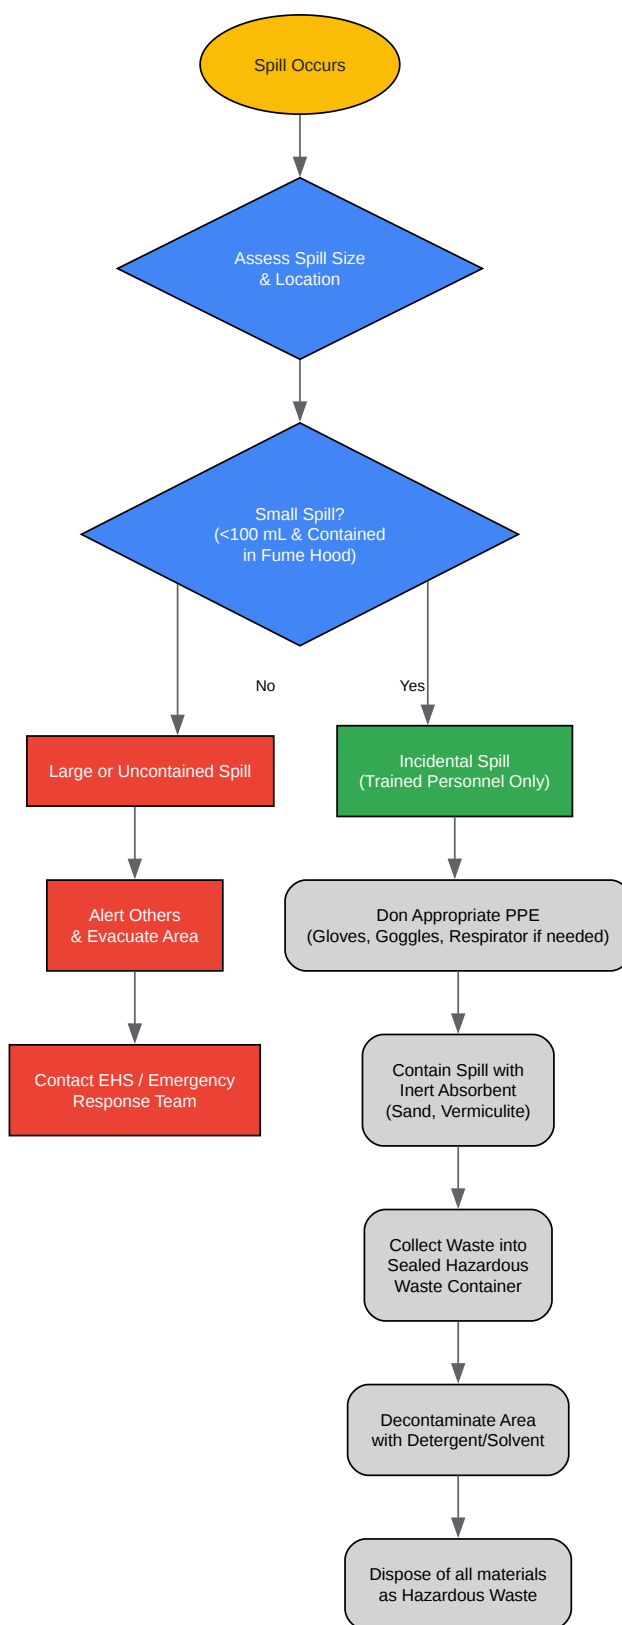 Spill Occurs
Assess Spill Size
& Location
Small Spill?
(<100 mL & Contained
in Fume Hood)
No
Yes
Large or Uncontained Spill
Incidental Spill
(Trained Personnel Only)
Alert Others
& Evacuate Area
Don Appropriate PPE
(Gloves, Goggles, Respirator if needed)
Contact EHS / Emergency
Response Team
Contain Spill with
Inert Absorbent
(Sand, Vermiculite)
Collect Waste into
Sealed Hazardous
Waste Container
Decontaminate Area
with Detergent/Solvent
Dispose of all materials
as Hazardous Waste